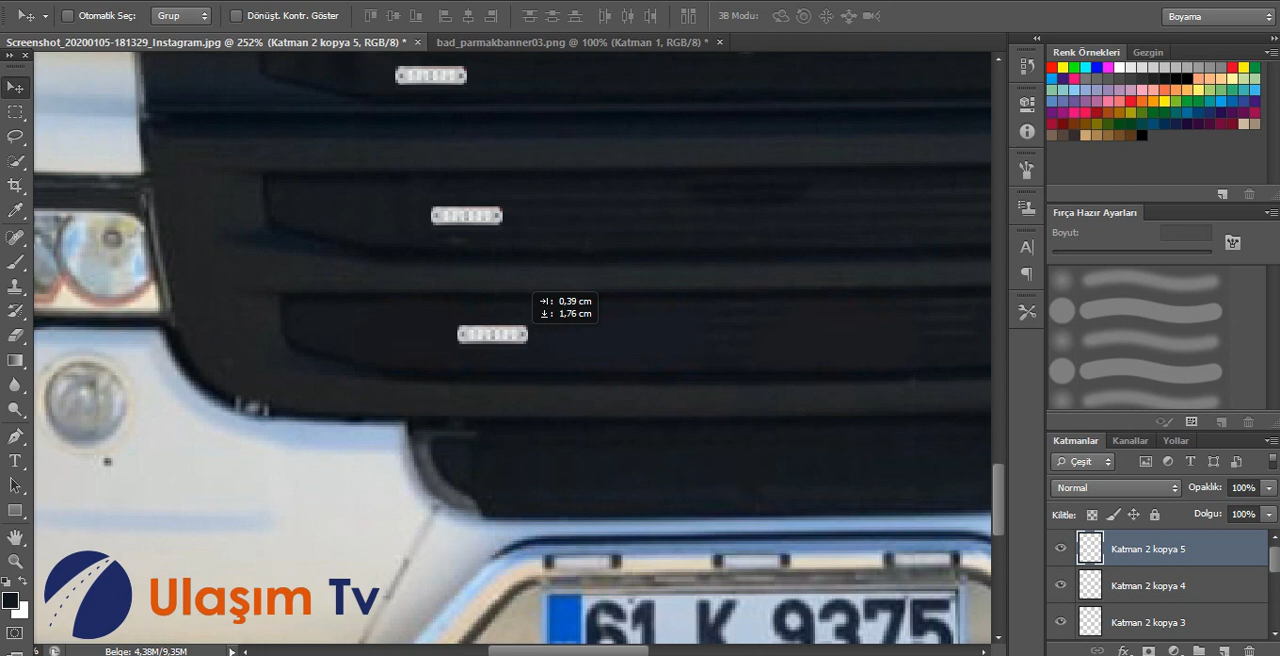 Otomatik Seç:
Grup
Dönüşt. Kontr. Göster
3B Modu:
Boyama
Screenshot_20200105-181329_Instagram.jpg @ 252% (Katman 2 kopya 5, RGB/8) * ×
bad_parmakbanner03.png @ 100% (Katman 1, RGB/8) * ×
Renk Örnekleri
Gezgin
Fırça Hazır Ayarları
Boyut:
0,39 cm
1,76 cm
Katmanlar
Kanallar
Yollar
Çeşit
Normal
Opaklık: 100%
Kilitle:
Dolgu: 100%
Katman 2 kopya 5
Katman 2 kopya 4
Katman 2 kopya 3
fx
Ulaşım Tv
61 K 9375
Belge: 4,38M/9,35M